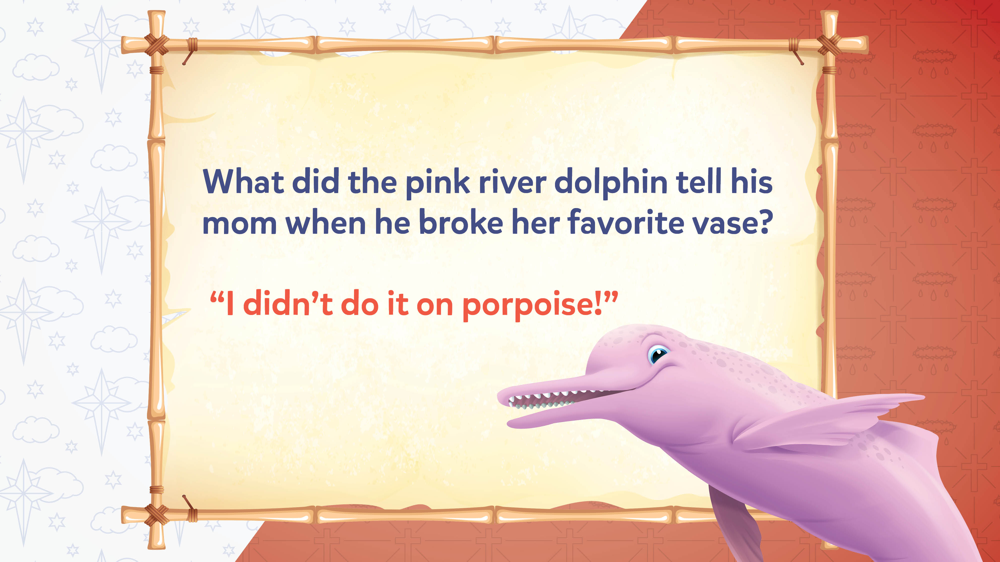 What did the pink river dolphin tell his
mom when he broke her favorite vase?
“I didn’t do it on porpoise!”